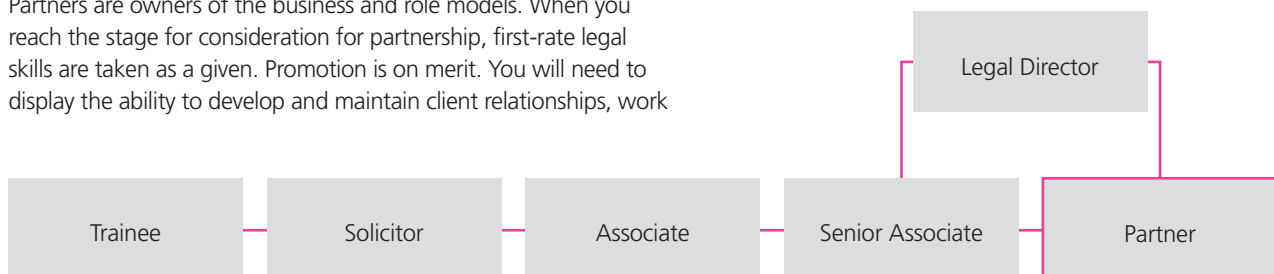 Partners are owners of the business and role models. When you
reach the stage for consideration for partnership, first-rate legal
skills are taken as a given. Promotion is on merit. You will need to
display the ability to develop and maintain client relationships, work
Legal Director
Trainee
Solicitor
Associate
Senior Associate
Partner